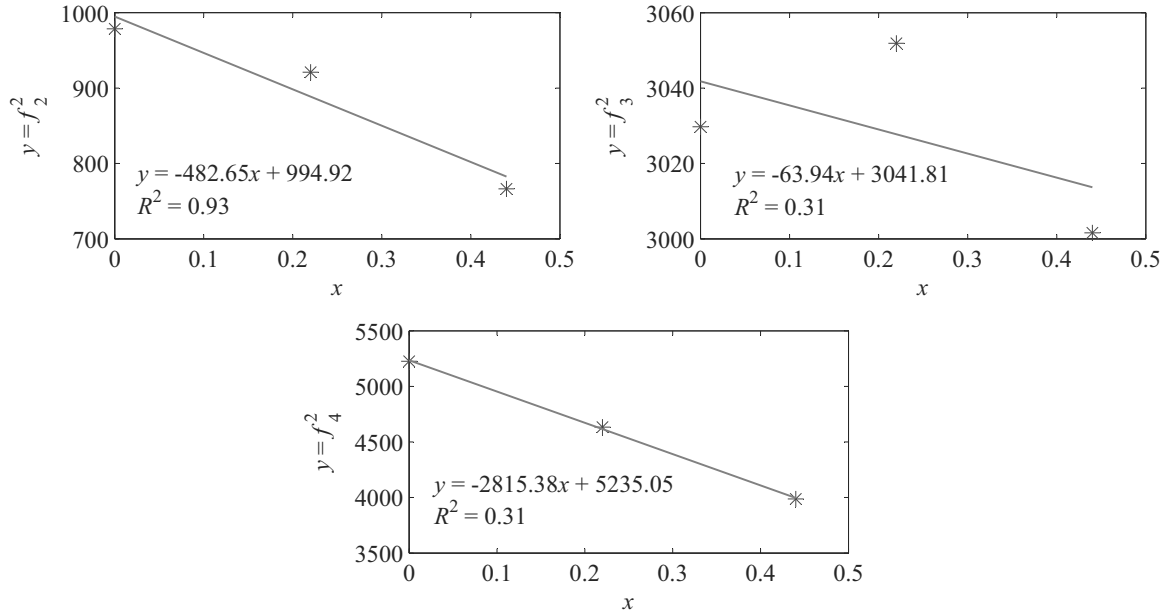 1000
900
800
700
y = f₂²
y = -482.65x + 994.92
R² = 0.93
0 0.1 0.2 0.3 0.4 0.5
x
3060
3040
3020
3000
y = f₃²
y = -63.94x + 3041.81
R² = 0.31
0 0.1 0.2 0.3 0.4 0.5
x
5500
5000
4500
4000
3500
y = f₄²
y = -2815.38x + 5235.05
R² = 0.31
0 0.1 0.2 0.3 0.4 0.5
x